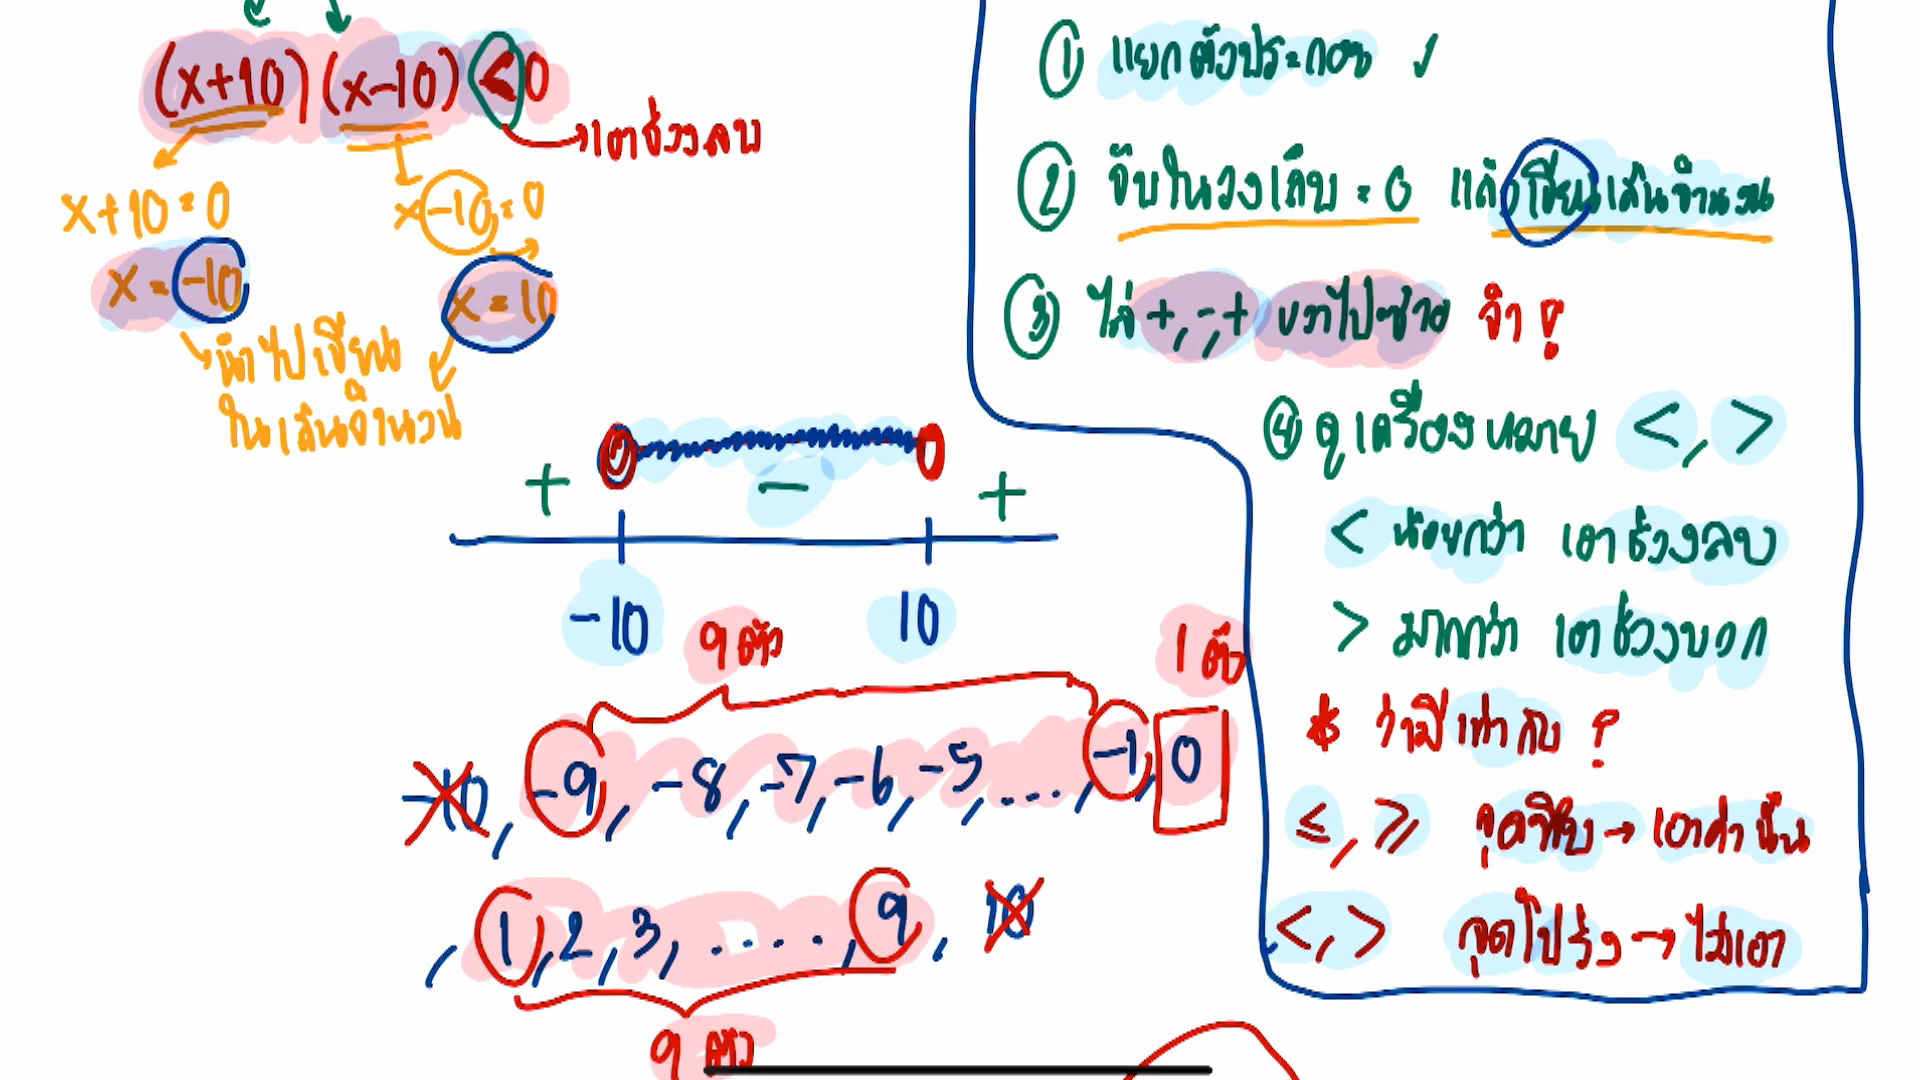 (x+10)(x-10) < 0
→ เอาช่วงลบ
x+10 = 0
x-10 = 0
x = -10
x = 10
นำไปเขียน
ในเส้นจำนวน
+ - +
-10 10
9 ตัว 1 ตัว
-10, -9, -8, -7, -6, -5, ...., -1, 0
, 1, 2, 3, ....., 9, 10
9 ตัว
① แยกตัวประกอบ ✓
② จับในวงเล็บ = 0 แล้วเขียนเส้นจำนวน
③ ใส่ +,-,+ ขวาไปซ้าย จำ !
④ ดูเครื่องหมาย <, >
< น้อยกว่า เอาช่วงลบ
> มากกว่า เอาช่วงบวก
* ว่ามีเท่ากับ ?
≤, ≥ จุดทึบ → เอาค่านั้น
<, > จุดโปร่ง → ไม่เอา